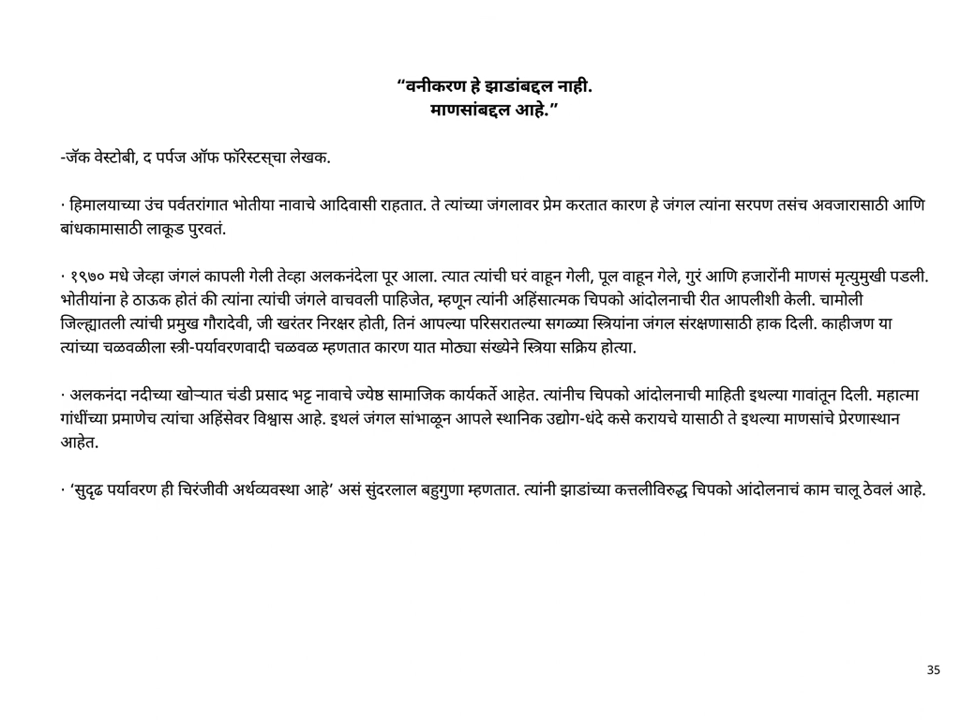 “वनीकरण हे झाडांबद्दल नाही.
माणसांबद्दल आहे.”
-जॅक वेस्टोबी, द पर्पज ऑफ फॉरेस्टस्‌चा लेखक.
· हिमालयाच्या उंच पर्वतरांगात भोतीया नावाचे आदिवासी राहतात. ते त्यांच्या जंगलावर प्रेम करतात कारण हे जंगल त्यांना सरपण तसंच अवजारासाठी आणि
बांधकामासाठी लाकूड पुरवतं.
· १९७० मधे जेव्हा जंगलं कापली गेली तेव्हा अलकनंदेला पूर आला. त्यात त्यांची घरं वाहून गेली, पूल वाहून गेले, गुरं आणि हजारोंनी माणसं मृत्युमुखी पडली.
भोतीयांना हे ठाऊक होतं की त्यांना त्यांची जंगले वाचवली पाहिजेत, म्हणून त्यांनी अहिंसात्मक चिपको आंदोलनाची रीत आपलीशी केली. चामोली
जिल्ह्यातली त्यांची प्रमुख गौरादेवी, जी खरंतर निरक्षर होती, तिनं आपल्या परिसरातल्या सगळ्या स्त्रियांना जंगल संरक्षणासाठी हाक दिली. काहीजण या
त्यांच्या चळवळीला स्त्री-पर्यावरणवादी चळवळ म्हणतात कारण यात मोठ्या संख्येने स्त्रिया सक्रिय होत्या.
· अलकनंदा नदीच्या खोऱ्यात चंडी प्रसाद भट्ट नावाचे ज्येष्ठ सामाजिक कार्यकर्ते आहेत. त्यांनीच चिपको आंदोलनाची माहिती इथल्या गावांतून दिली. महात्मा
गांधींच्या प्रमाणेच त्यांचा अहिंसेवर विश्वास आहे. इथलं जंगल सांभाळून आपले स्थानिक उद्योग-धंदे कसे करायचे यासाठी ते इथल्या माणसांचे प्रेरणास्थान
आहेत.
· ‘सुदृढ पर्यावरण ही चिरंजीवी अर्थव्यवस्था आहे’ असं सुंदरलाल बहुगुणा म्हणतात. त्यांनी झाडांच्या कत्तलीविरुद्ध चिपको आंदोलनाचं काम चालू ठेवलं आहे.
35